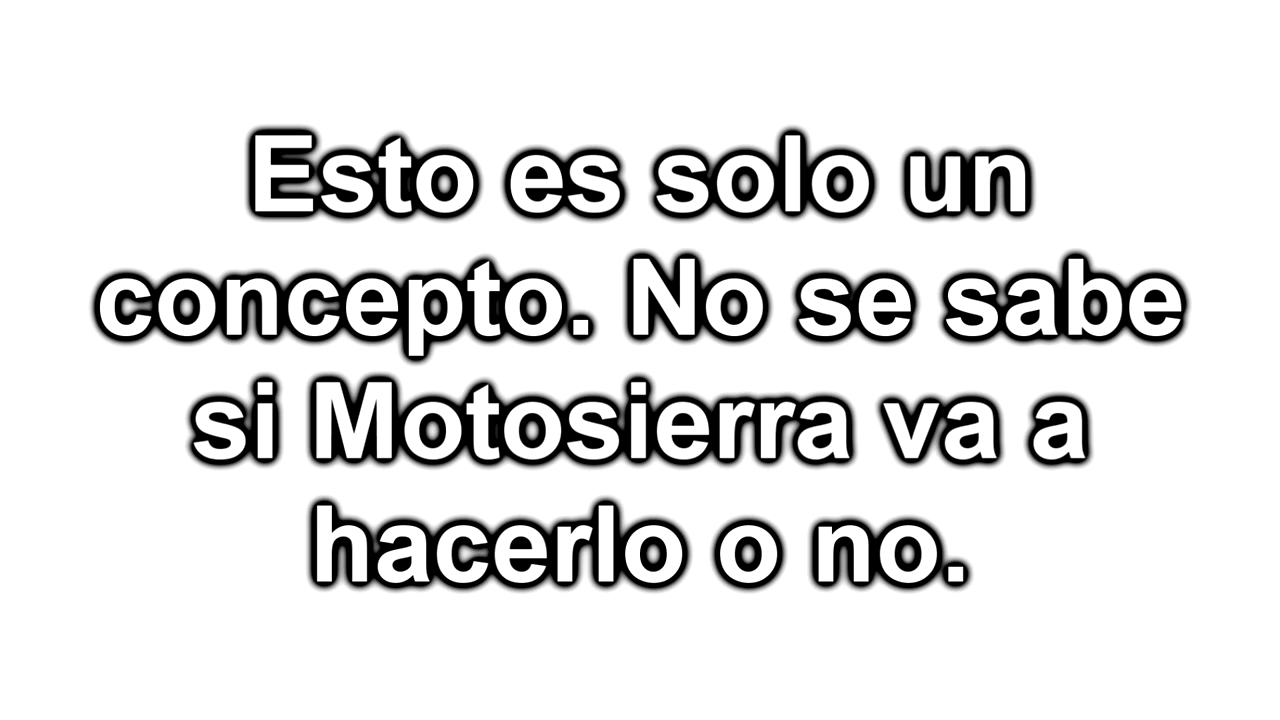 Esto es solo un
concepto. No se sabe
si Motosierra va a
hacerlo o no.